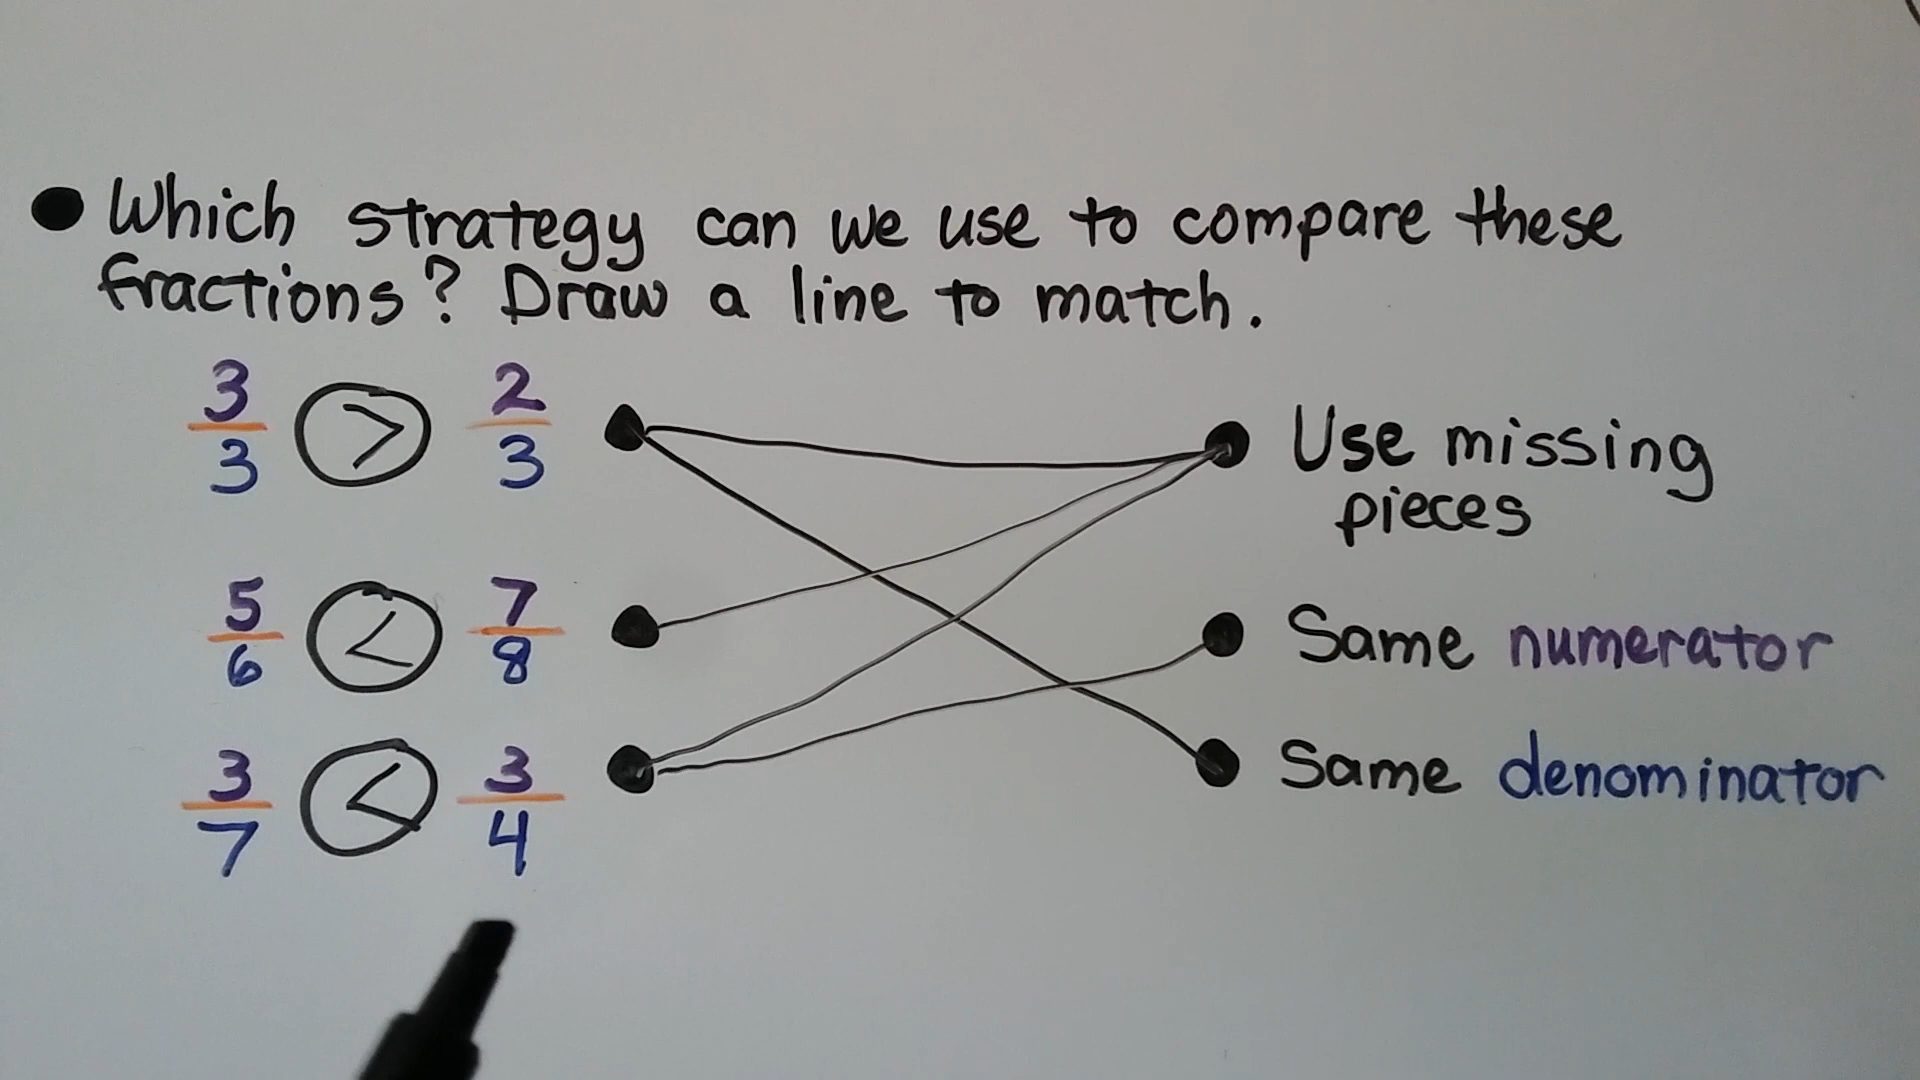 Which strategy can we use to compare these
fractions? Draw a line to match.
3/3 > 2/3
Use missing
pieces
5/6 < 7/8
Same numerator
3/7 < 3/4
Same denominator